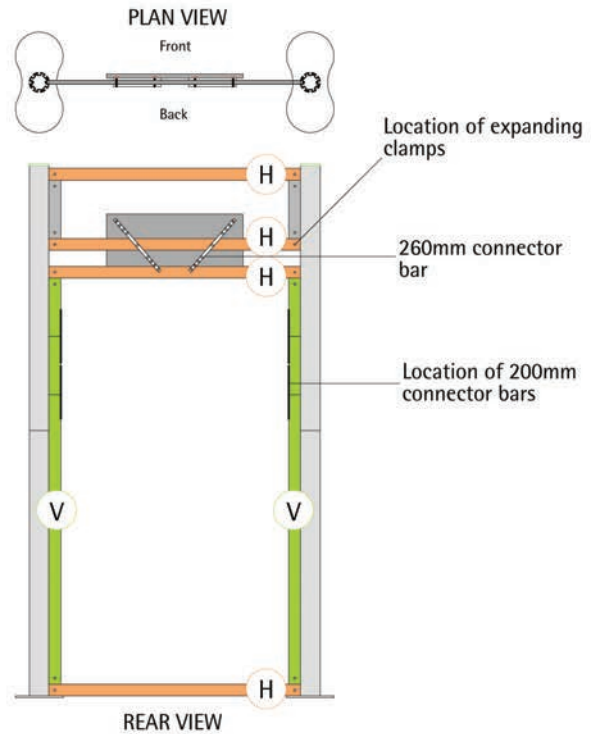 PLAN VIEW
Front
Back
Location of expanding
clamps
H
H
260mm connector
bar
H
Location of 200mm
connector bars
V
V
H
REAR VIEW